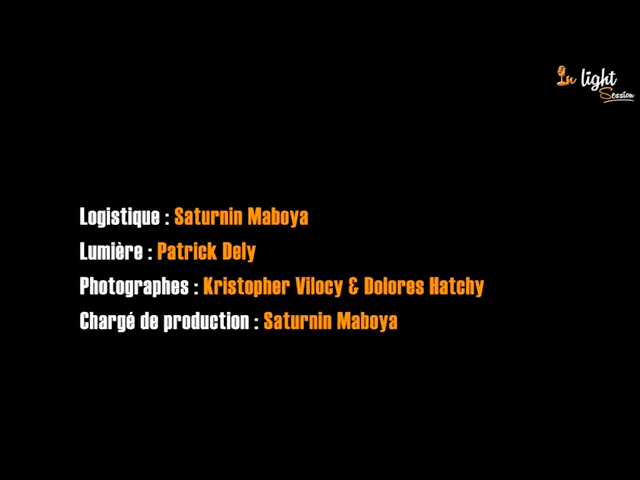 In light
Session
Logistique : Saturnin Maboya
Lumière : Patrick Dely
Photographes : Kristopher Vilocy & Dolores Hatchy
Chargé de production : Saturnin Maboya